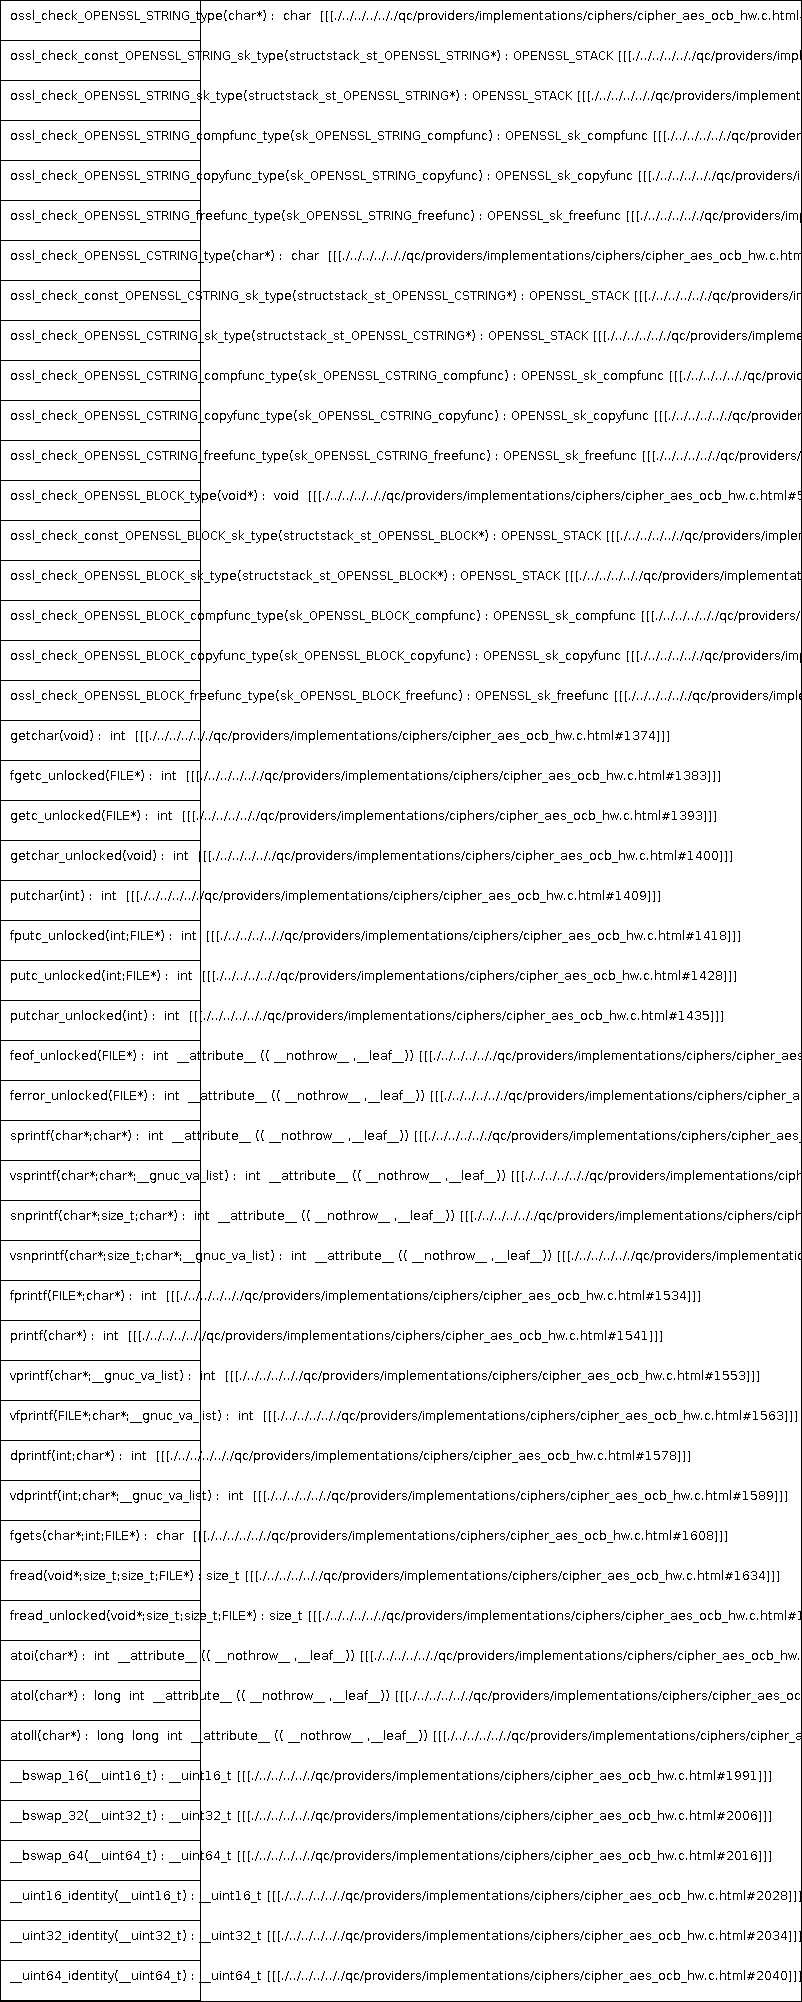 ossl_check_OPENSSL_STRING_type(char*) : char [[[./../../../../qc/providers/implementations/ciphers/cipher_aes_ocb_hw.c.html
ossl_check_const_OPENSSL_STRING_sk_type(structstack_st_OPENSSL_STRING*) : OPENSSL_STACK [[[./../../../../qc/providers/impl
ossl_check_OPENSSL_STRING_sk_type(structstack_st_OPENSSL_STRING*) : OPENSSL_STACK [[[./../../../../qc/providers/implement
ossl_check_OPENSSL_STRING_compfunc_type(sk_OPENSSL_STRING_compfunc) : OPENSSL_sk_compfunc [[[./../../../../qc/provider
ossl_check_OPENSSL_STRING_copyfunc_type(sk_OPENSSL_STRING_copyfunc) : OPENSSL_sk_copyfunc [[[./../../../../qc/providers/i
ossl_check_OPENSSL_STRING_freefunc_type(sk_OPENSSL_STRING_freefunc) : OPENSSL_sk_freefunc [[[./../../../../qc/providers/imp
ossl_check_OPENSSL_CSTRING_type(char*) : char [[[./../../../../qc/providers/implementations/ciphers/cipher_aes_ocb_hw.c.htm
ossl_check_const_OPENSSL_CSTRING_sk_type(structstack_st_OPENSSL_CSTRING*) : OPENSSL_STACK [[[./../../../../qc/providers/in
ossl_check_OPENSSL_CSTRING_sk_type(structstack_st_OPENSSL_CSTRING*) : OPENSSL_STACK [[[./../../../../qc/providers/impleme
ossl_check_OPENSSL_CSTRING_compfunc_type(sk_OPENSSL_CSTRING_compfunc) : OPENSSL_sk_compfunc [[[./../../../../qc/provid
ossl_check_OPENSSL_CSTRING_copyfunc_type(sk_OPENSSL_CSTRING_copyfunc) : OPENSSL_sk_copyfunc [[[./../../../../qc/provider
ossl_check_OPENSSL_CSTRING_freefunc_type(sk_OPENSSL_CSTRING_freefunc) : OPENSSL_sk_freefunc [[[./../../../../qc/providers/
ossl_check_OPENSSL_BLOCK_type(void*) : void [[[./../../../../qc/providers/implementations/ciphers/cipher_aes_ocb_hw.c.html#5
ossl_check_const_OPENSSL_BLOCK_sk_type(structstack_st_OPENSSL_BLOCK*) : OPENSSL_STACK [[[./../../../../qc/providers/implem
ossl_check_OPENSSL_BLOCK_sk_type(structstack_st_OPENSSL_BLOCK*) : OPENSSL_STACK [[[./../../../../qc/providers/implementat
ossl_check_OPENSSL_BLOCK_compfunc_type(sk_OPENSSL_BLOCK_compfunc) : OPENSSL_sk_compfunc [[[./../../../../qc/providers/
ossl_check_OPENSSL_BLOCK_copyfunc_type(sk_OPENSSL_BLOCK_copyfunc) : OPENSSL_sk_copyfunc [[[./../../../../qc/providers/imp
ossl_check_OPENSSL_BLOCK_freefunc_type(sk_OPENSSL_BLOCK_freefunc) : OPENSSL_sk_freefunc [[[./../../../../qc/providers/imple
getchar(void) : int [[[./../../../../qc/providers/implementations/ciphers/cipher_aes_ocb_hw.c.html#1374]]]
fgetc_unlocked(FILE*) : int [[[./../../../../qc/providers/implementations/ciphers/cipher_aes_ocb_hw.c.html#1383]]]
getc_unlocked(FILE*) : int [[[./../../../../qc/providers/implementations/ciphers/cipher_aes_ocb_hw.c.html#1393]]]
getchar_unlocked(void) : int [[[./../../../../qc/providers/implementations/ciphers/cipher_aes_ocb_hw.c.html#1400]]]
putchar(int) : int [[[./../../../../qc/providers/implementations/ciphers/cipher_aes_ocb_hw.c.html#1409]]]
fputc_unlocked(int;FILE*) : int [[[./../../../../qc/providers/implementations/ciphers/cipher_aes_ocb_hw.c.html#1418]]]
putc_unlocked(int;FILE*) : int [[[./../../../../qc/providers/implementations/ciphers/cipher_aes_ocb_hw.c.html#1428]]]
putchar_unlocked(int) : int [[[./../../../../qc/providers/implementations/ciphers/cipher_aes_ocb_hw.c.html#1435]]]
feof_unlocked(FILE*) : int __attribute__ (( __nothrow__ ,__leaf__)) [[[./../../../../qc/providers/implementations/ciphers/cipher_aes
ferror_unlocked(FILE*) : int __attribute__ (( __nothrow__ ,__leaf__)) [[[./../../../../qc/providers/implementations/ciphers/cipher_a
sprintf(char*;char*) : int __attribute__ (( __nothrow__ ,__leaf__)) [[[./../../../../qc/providers/implementations/ciphers/cipher_aes_
vsprintf(char*;char*;__gnuc_va_list) : int __attribute__ (( __nothrow__ ,__leaf__)) [[[./../../../../qc/providers/implementations/ciph
snprintf(char*;size_t;char*) : int __attribute__ (( __nothrow__ ,__leaf__)) [[[./../../../../qc/providers/implementations/ciphers/ciph
vsnprintf(char*;size_t;char*;__gnuc_va_list) : int __attribute__ (( __nothrow__ ,__leaf__)) [[[./../../../../qc/providers/implementatio
fprintf(FILE*;char*) : int [[[./../../../../qc/providers/implementations/ciphers/cipher_aes_ocb_hw.c.html#1534]]]
printf(char*) : int [[[./../../../../qc/providers/implementations/ciphers/cipher_aes_ocb_hw.c.html#1541]]]
vprintf(char*;__gnuc_va_list) : int [[[./../../../../qc/providers/implementations/ciphers/cipher_aes_ocb_hw.c.html#1553]]]
vfprintf(FILE*;char*;__gnuc_va_list) : int [[[./../../../../qc/providers/implementations/ciphers/cipher_aes_ocb_hw.c.html#1563]]]
dprintf(int;char*) : int [[[./../../../../qc/providers/implementations/ciphers/cipher_aes_ocb_hw.c.html#1578]]]
vdprintf(int;char*;__gnuc_va_list) : int [[[./../../../../qc/providers/implementations/ciphers/cipher_aes_ocb_hw.c.html#1589]]]
fgets(char*;int;FILE*) : char [[[./../../../../qc/providers/implementations/ciphers/cipher_aes_ocb_hw.c.html#1608]]]
fread(void*;size_t;size_t;FILE*) : size_t [[[./../../../../qc/providers/implementations/ciphers/cipher_aes_ocb_hw.c.html#1634]]]
fread_unlocked(void*;size_t;size_t;FILE*) : size_t [[[./../../../../qc/providers/implementations/ciphers/cipher_aes_ocb_hw.c.html#1
atoi(char*) : int __attribute__ (( __nothrow__ ,__leaf__)) [[[./../../../../qc/providers/implementations/ciphers/cipher_aes_ocb_hw.
atol(char*) : long int __attribute__ (( __nothrow__ ,__leaf__)) [[[./../../../../qc/providers/implementations/ciphers/cipher_aes_oc
atoll(char*) : long long int __attribute__ (( __nothrow__ ,__leaf__)) [[[./../../../../qc/providers/implementations/ciphers/cipher_a
__bswap_16(__uint16_t) : __uint16_t [[[./../../../../qc/providers/implementations/ciphers/cipher_aes_ocb_hw.c.html#1991]]]
__bswap_32(__uint32_t) : __uint32_t [[[./../../../../qc/providers/implementations/ciphers/cipher_aes_ocb_hw.c.html#2006]]]
__bswap_64(__uint64_t) : __uint64_t [[[./../../../../qc/providers/implementations/ciphers/cipher_aes_ocb_hw.c.html#2016]]]
__uint16_identity(__uint16_t) : __uint16_t [[[./../../../../qc/providers/implementations/ciphers/cipher_aes_ocb_hw.c.html#2028]]]
__uint32_identity(__uint32_t) : __uint32_t [[[./../../../../qc/providers/implementations/ciphers/cipher_aes_ocb_hw.c.html#2034]]]
__uint64_identity(__uint64_t) : __uint64_t [[[./../../../../qc/providers/implementations/ciphers/cipher_aes_ocb_hw.c.html#2040]]]